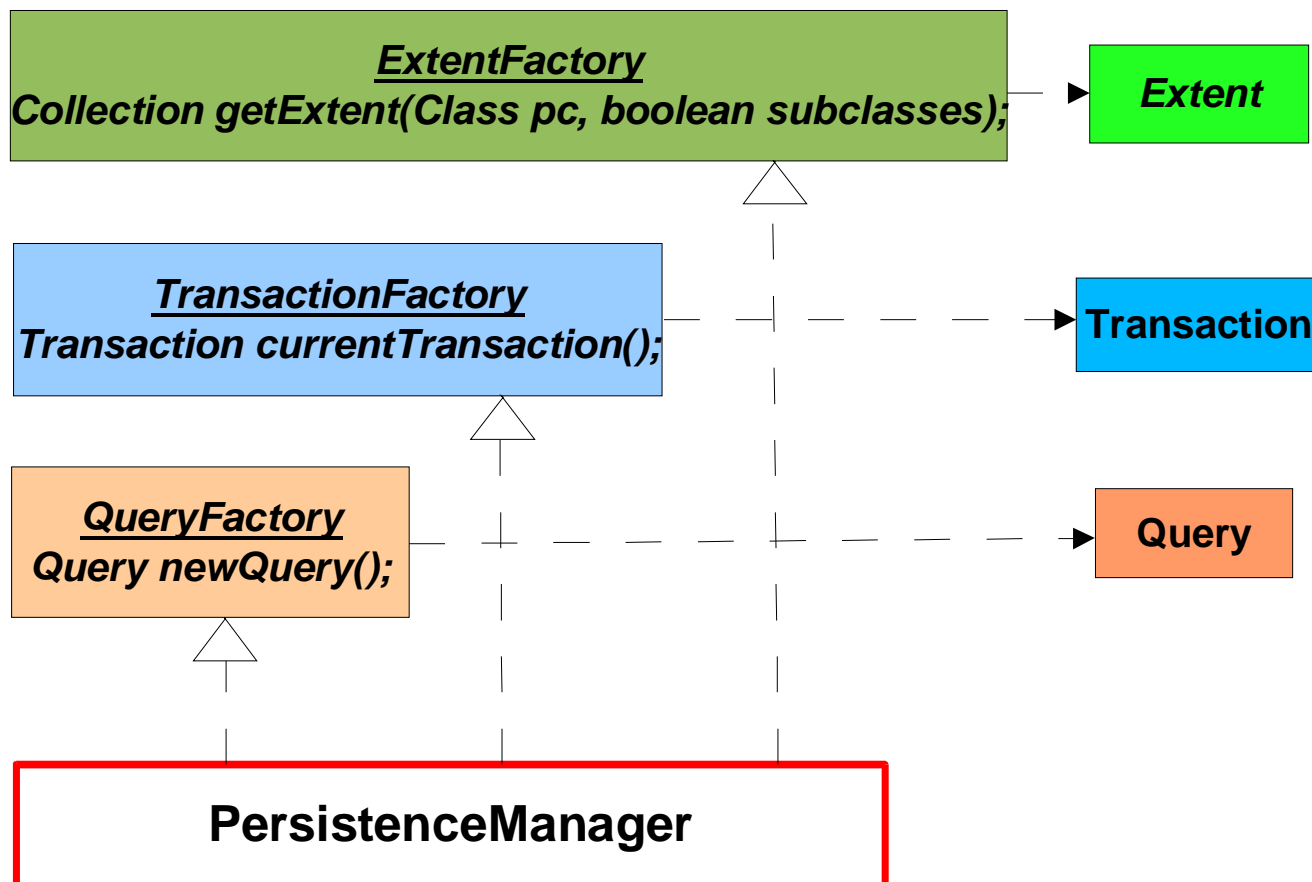 ExtentFactory
Collection getExtent(Class pc, boolean subclasses);
Extent
TransactionFactory
Transaction currentTransaction();
Transaction
QueryFactory
Query newQuery();
Query
PersistenceManager